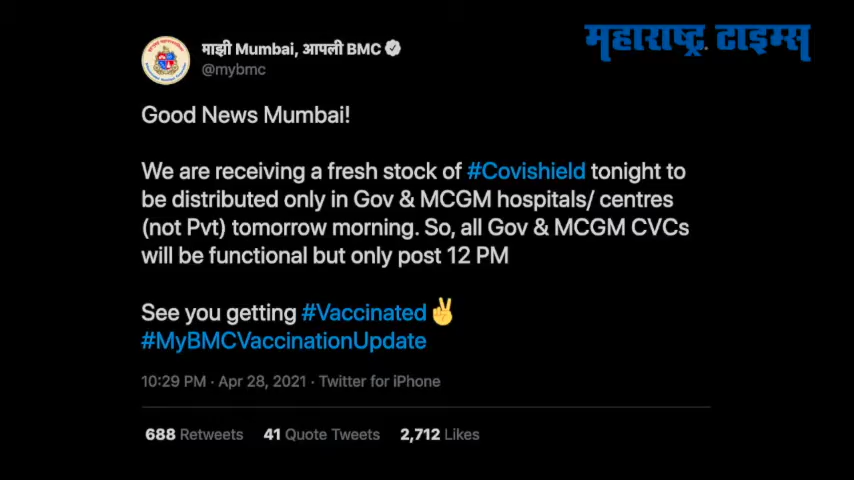 माझी Mumbai, आपली BMC
@mybmc
महाराष्ट्र टाइम्स
Good News Mumbai!
We are receiving a fresh stock of #Covishield tonight to
be distributed only in Gov & MCGM hospitals/ centres
(not Pvt) tomorrow morning. So, all Gov & MCGM CVCs
will be functional but only post 12 PM
See you getting #Vaccinated✌️
#MyBMCVaccinationUpdate
10:29 PM · Apr 28, 2021 · Twitter for iPhone
688 Retweets 41 Quote Tweets 2,712 Likes